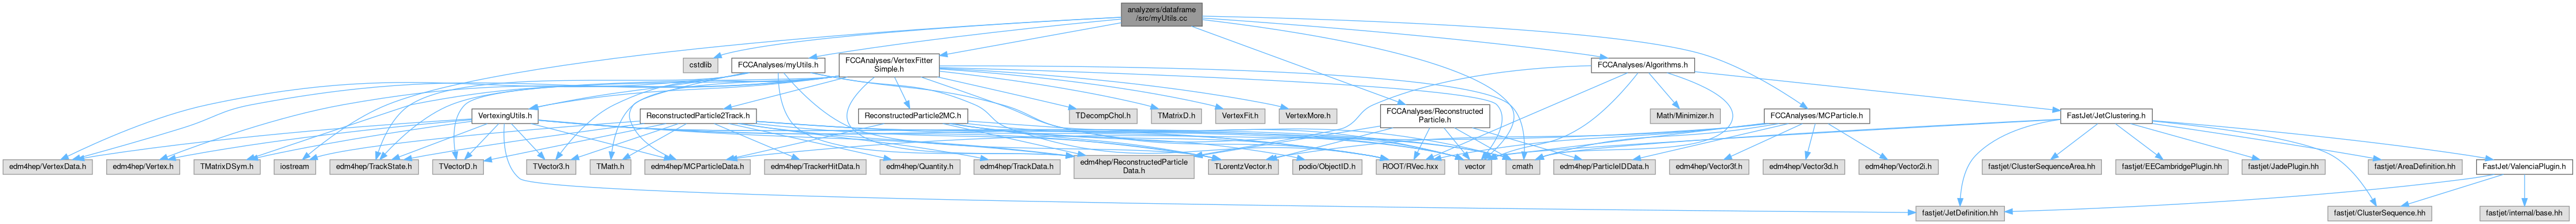 analyzers/dataframe
/src/myUtils.cc
cstdlib
FCCAnalyses/myUtils.h
FCCAnalyses/VertexFitter
Simple.h
FCCAnalyses/Algorithms.h
VertexingUtils.h
ReconstructedParticle2Track.h
ReconstructedParticle2MC.h
TDecompChol.h
TMatrixD.h
VertexFit.h
VertexMore.h
FCCAnalyses/Reconstructed
Particle.h
Math/Minimizer.h
FCCAnalyses/MCParticle.h
FastJet/JetClustering.h
edm4hep/VertexData.h
edm4hep/Vertex.h
TMatrixDSym.h
iostream
edm4hep/TrackState.h
TVectorD.h
TVector3.h
TMath.h
edm4hep/MCParticleData.h
edm4hep/TrackerHitData.h
edm4hep/Quantity.h
edm4hep/TrackData.h
edm4hep/ReconstructedParticle
Data.h
TLorentzVector.h
podio/ObjectID.h
ROOT/RVec.hxx
vector
cmath
edm4hep/ParticleIDData.h
edm4hep/Vector3f.h
edm4hep/Vector3d.h
edm4hep/Vector2i.h
fastjet/ClusterSequenceArea.hh
fastjet/EECambridgePlugin.hh
fastjet/JadePlugin.hh
fastjet/AreaDefinition.hh
FastJet/ValenciaPlugin.h
fastjet/JetDefinition.hh
fastjet/ClusterSequence.hh
fastjet/internal/base.hh